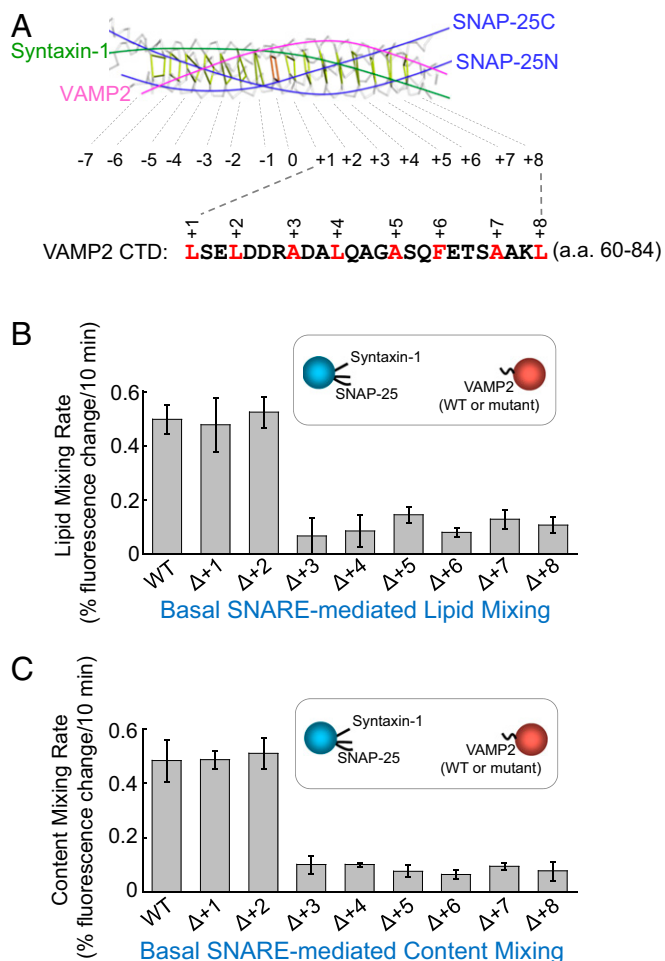 A
SNAP-25C
Syntaxin-1
SNAP-25N
VAMP2
-7 -6 -5 -4 -3 -2 -1 0 +1 +2 +3 +4 +5 +6 +7 +8
+1 +2 +3 +4 +5 +6 +7 +8
VAMP2 CTD: LSELDDRADALQAGASQFETSAAKL (a.a. 60-84)
B
Syntaxin-1
SNAP-25
VAMP2
(WT or mutant)
Lipid Mixing Rate
(% fluorescence change/10 min)
0.6
0.4
0.2
0
WT Δ+1 Δ+2 Δ+3 Δ+4 Δ+5 Δ+6 Δ+7 Δ+8
Basal SNARE-mediated Lipid Mixing
C
Syntaxin-1
SNAP-25
VAMP2
(WT or mutant)
Content Mixing Rate
(% fluorescence change/10 min)
0.6
0.4
0.2
0
WT Δ+1 Δ+2 Δ+3 Δ+4 Δ+5 Δ+6 Δ+7 Δ+8
Basal SNARE-mediated Content Mixing